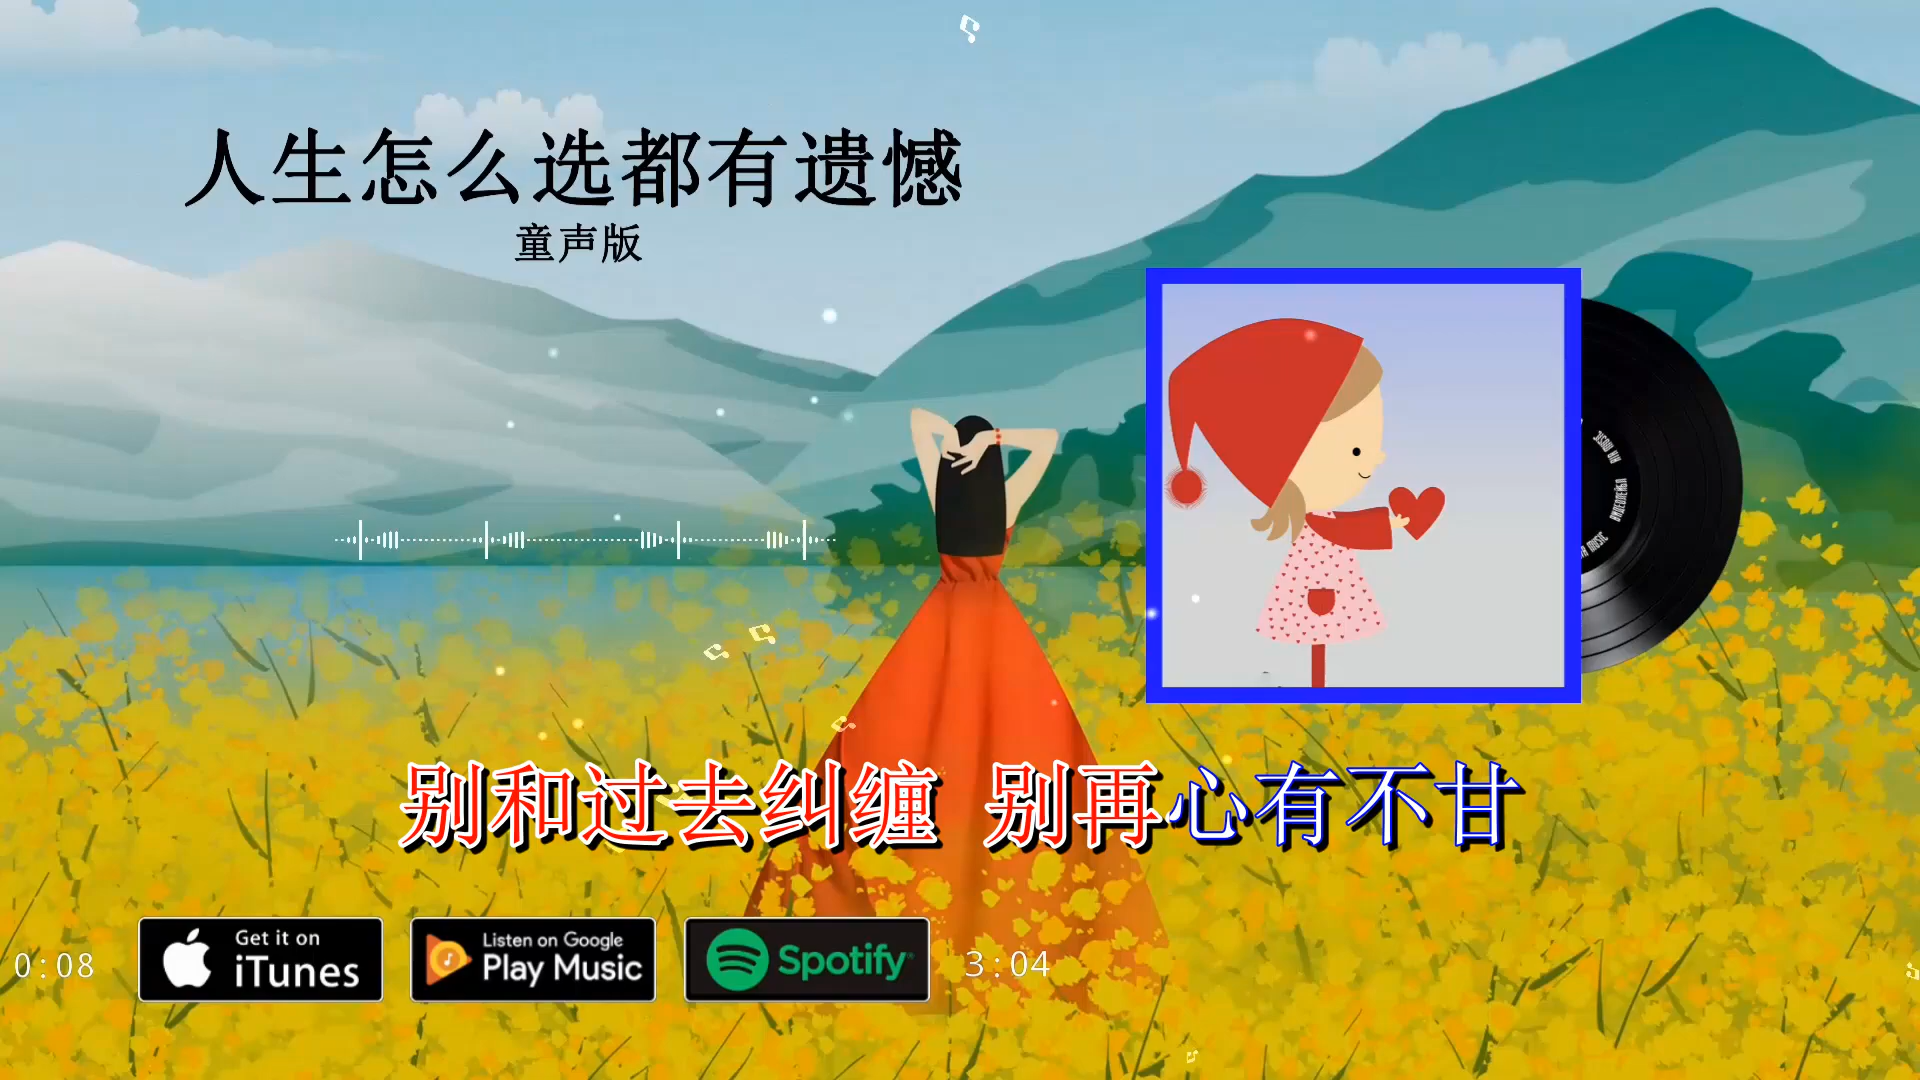 人生怎么选都有遗憾
童声版
ВИДЕОЛЕЙБЛ
别和过去纠缠 别再心有不甘
0:08
Get it on
iTunes
Listen on Google
Play Music
Spotify
3:04